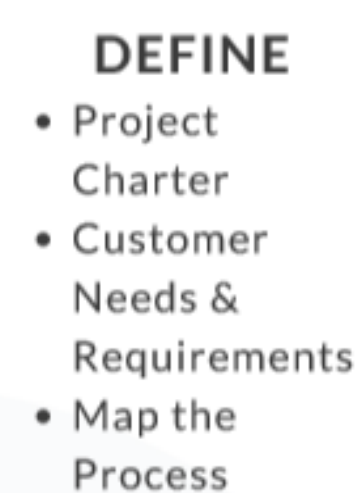 DEFINE
• Project
Charter
• Customer
Needs &
Requirements
• Map the
Process